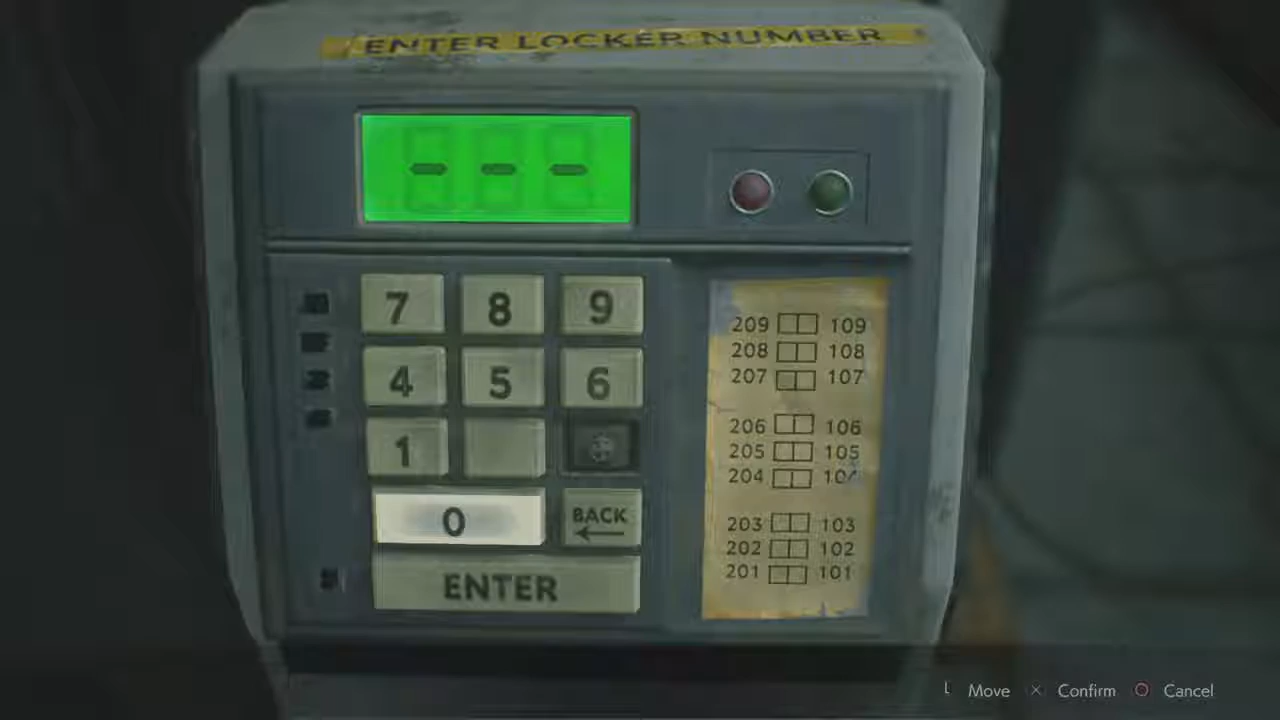 ENTER LOCKER NUMBER
- - -
7 8 9
4 5 6
1
0 BACK
ENTER
209 109
208 108
207 107
206 106
205 105
204 104
203 103
202 102
201 101
Move Confirm Cancel